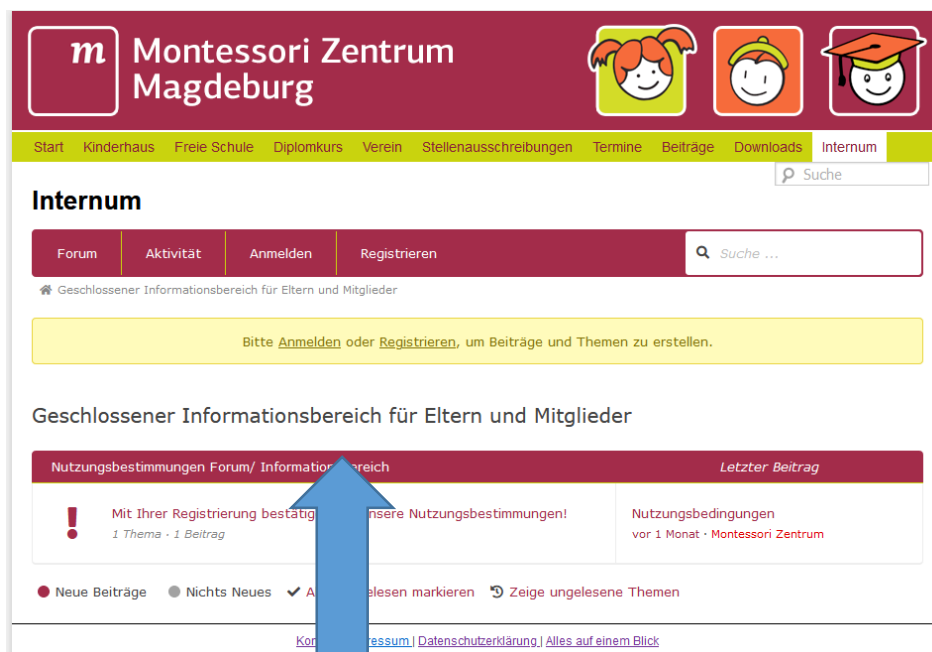 m Montessori Zentrum
Magdeburg
Start Kinderhaus Freie Schule Diplomkurs Verein Stellenausschreibungen Termine Beiträge Downloads Internum
Suche
Internum
Forum Aktivität Anmelden Registrieren Suche ...
Geschlossener Informationsbereich für Eltern und Mitglieder
Bitte Anmelden oder Registrieren, um Beiträge und Themen zu erstellen.
Geschlossener Informationsbereich für Eltern und Mitglieder
Nutzungsbestimmungen Forum/ Information ereich Letzter Beitrag
Mit Ihrer Registrierung bestätig unsere Nutzungsbestimmungen! Nutzungsbedingungen
1 Thema - 1 Beitrag vor 1 Monat · Montessori Zentrum
Neue Beiträge Nichts Neues A elesen markieren Zeige ungelesene Themen
Kon ressum | Datenschutzerklärung | Alles auf einem Blick